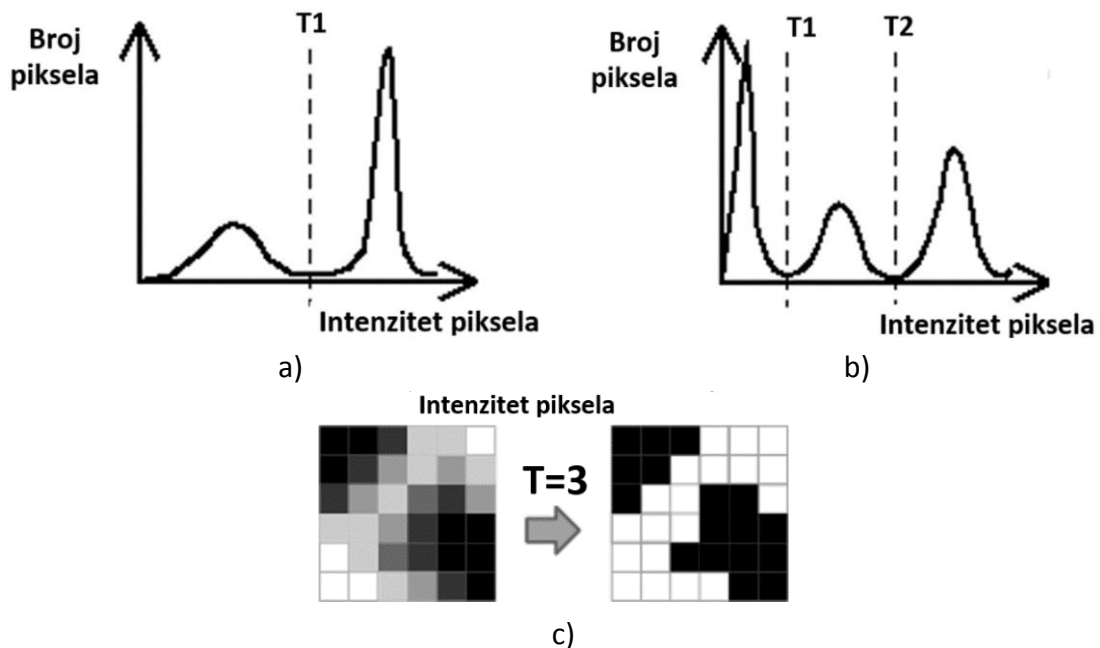 Broj
piksela
T1
Intenzitet piksela
a)
Broj
piksela
T1
T2
Intenzitet piksela
b)
Intenzitet piksela
T=3
c)